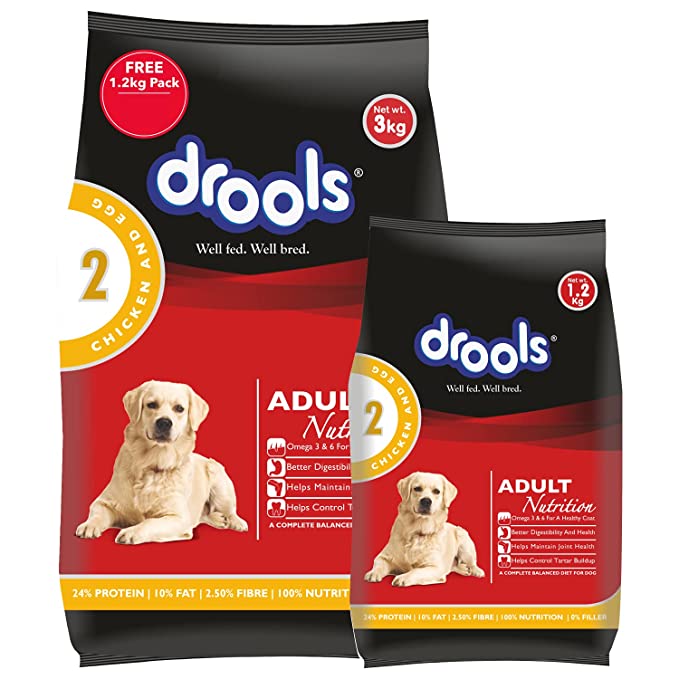 FREE
1.2kg Pack
Net wt.
3kg
drools®
Well fed. Well bred.
2
CHICKEN AND EGG
ADUL
Nutri
Omega 3 & 6 For
Better Digestibil
Helps Maintain
Helps Control T
A COMPLETE BALANCED
24% PROTEIN | 10% FAT | 2.50% FIBRE | 100% NUTRITI
Net wt.
1.2
Kg
drools®
Well fed. Well bred.
2
CHICKEN AND EGG
ADULT
Nutrition
Omega 3 & 6 For A Healthy Coat
Better Digestibility And Health
Helps Maintain Joint Health
Helps Control Tartar Buildup
A COMPLETE BALANCED DIET FOR DOG
24% PROTEIN | 10% FAT | 2.50% FIBRE | 100% NUTRITION | 0% FILLER